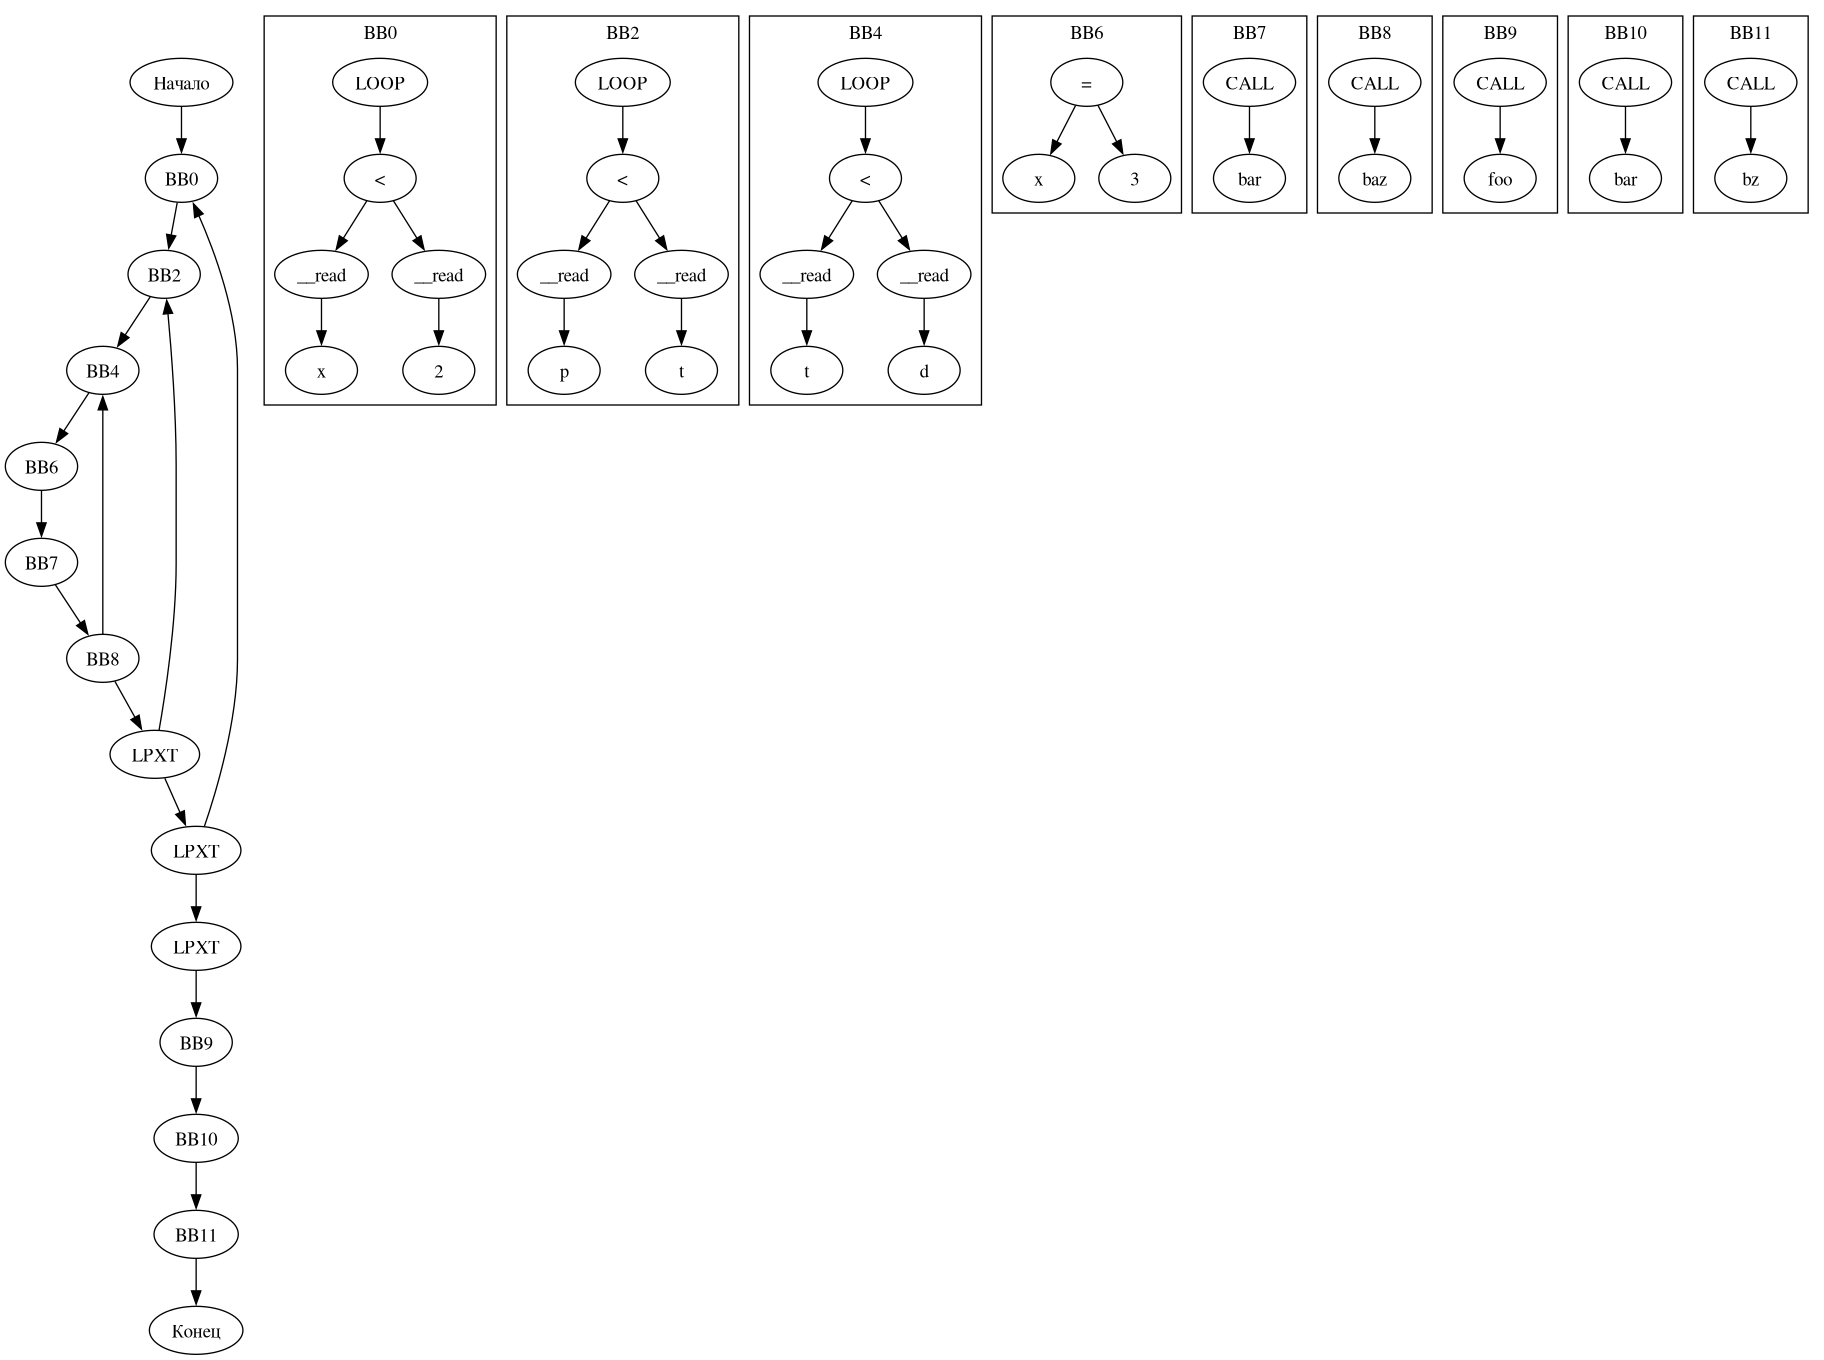 Начало
BB0
BB2
BB4
BB6
BB7
BB8
LPXT
LPXT
LPXT
BB9
BB10
BB11
Конец
BB0
LOOP
<
__read __read
x 2
BB2
LOOP
<
__read __read
p t
BB4
LOOP
<
__read __read
t d
BB6
=
x 3
BB7
CALL
bar
BB8
CALL
baz
BB9
CALL
foo
BB10
CALL
bar
BB11
CALL
bz